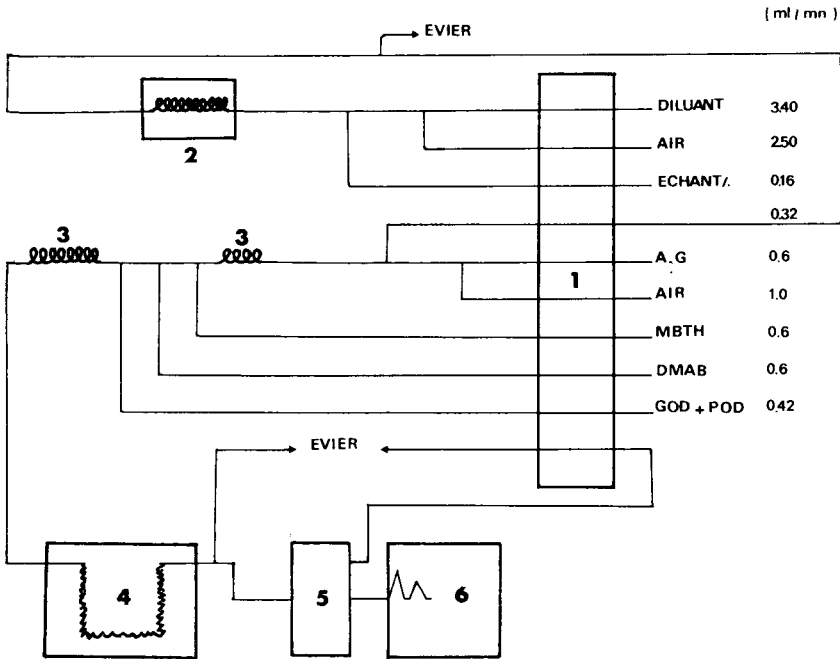 ( ml / mn )
EVIER
DILUANT 3.40
2
AIR 2.50
ECHANT/. 0.16
0.32
3 3
A.G 0.6
1
AIR 1.0
MBTH 0.6
DMAB 0.6
GOD + POD 0.42
EVIER
4 5 6